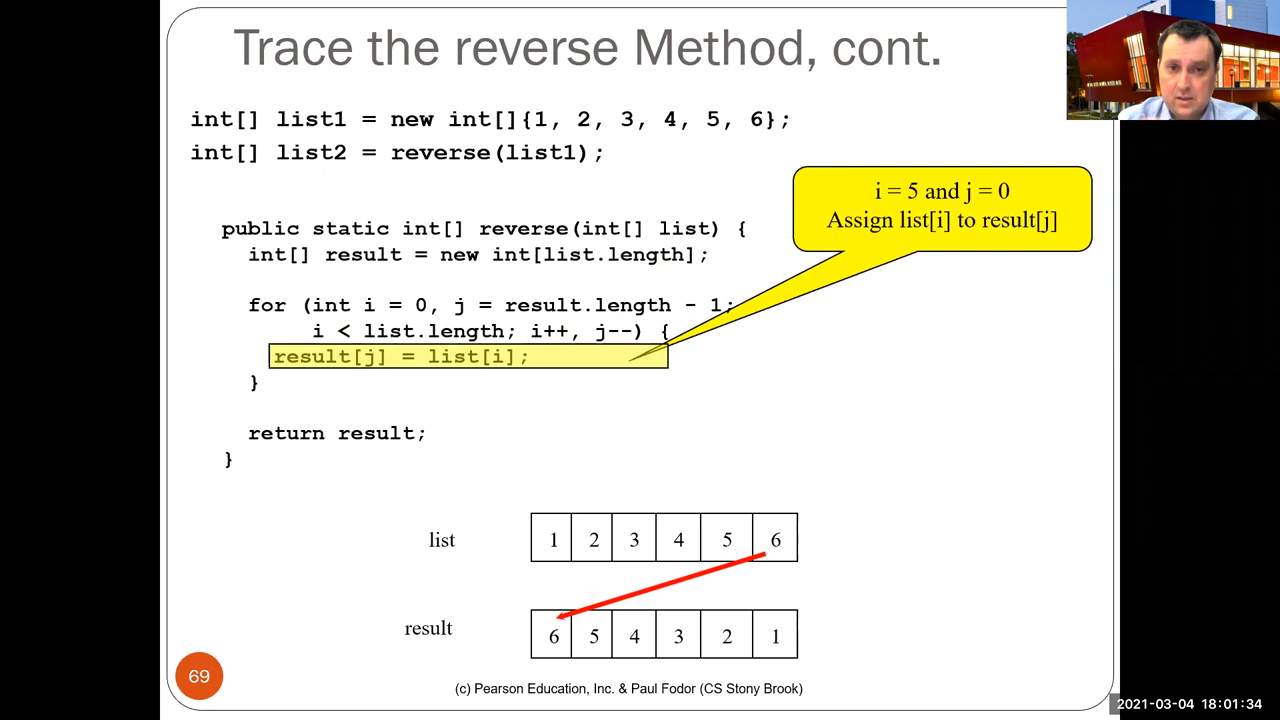 Trace the reverse Method, cont.
int[] list1 = new int[]{1, 2, 3, 4, 5, 6};
int[] list2 = reverse(list1);
i = 5 and j = 0
Assign list[i] to result[j]
public static int[] reverse(int[] list) {
int[] result = new int[list.length];
for (int i = 0, j = result.length - 1;
i < list.length; i++, j--) {
result[j] = list[i];
}
return result;
}
list 1 2 3 4 5 6
result 6 5 4 3 2 1
69
(c) Pearson Education, Inc. & Paul Fodor (CS Stony Brook)
2021-03-04 18:01:34